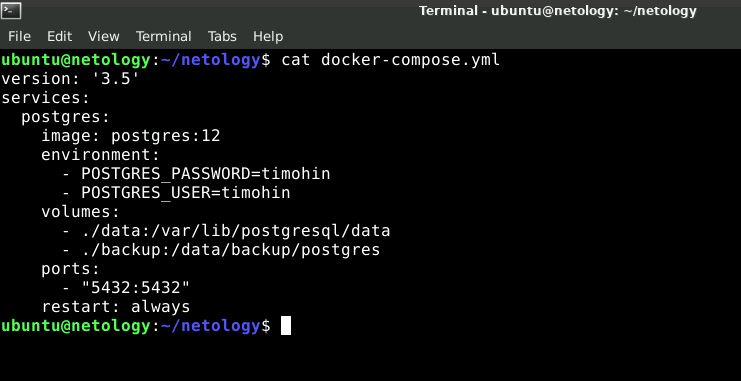 Terminal - ubuntu@netology: ~/netology
File Edit View Terminal Tabs Help
ubuntu@netology:~/netology$ cat docker-compose.yml
version: '3.5'
services:
  postgres:
    image: postgres:12
    environment:
      - POSTGRES_PASSWORD=timohin
      - POSTGRES_USER=timohin
    volumes:
      - ./data:/var/lib/postgresql/data
      - ./backup:/data/backup/postgres
    ports:
      - "5432:5432"
    restart: always
ubuntu@netology:~/netology$